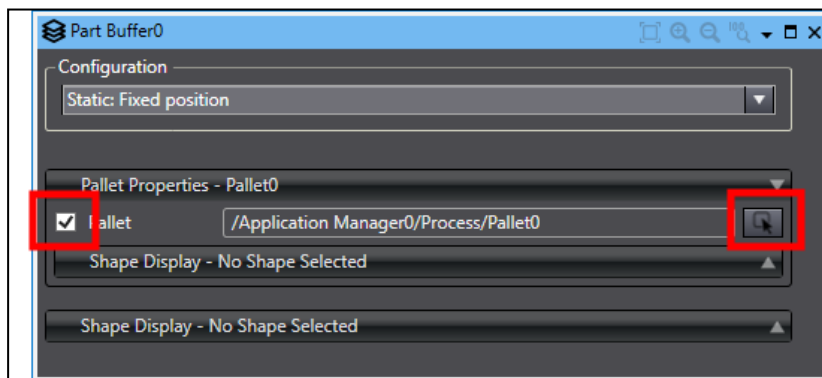 Part Buffer0
Configuration
Static: Fixed position
Pallet Properties - Pallet0
Pallet /Application Manager0/Process/Pallet0
Shape Display - No Shape Selected
Shape Display - No Shape Selected